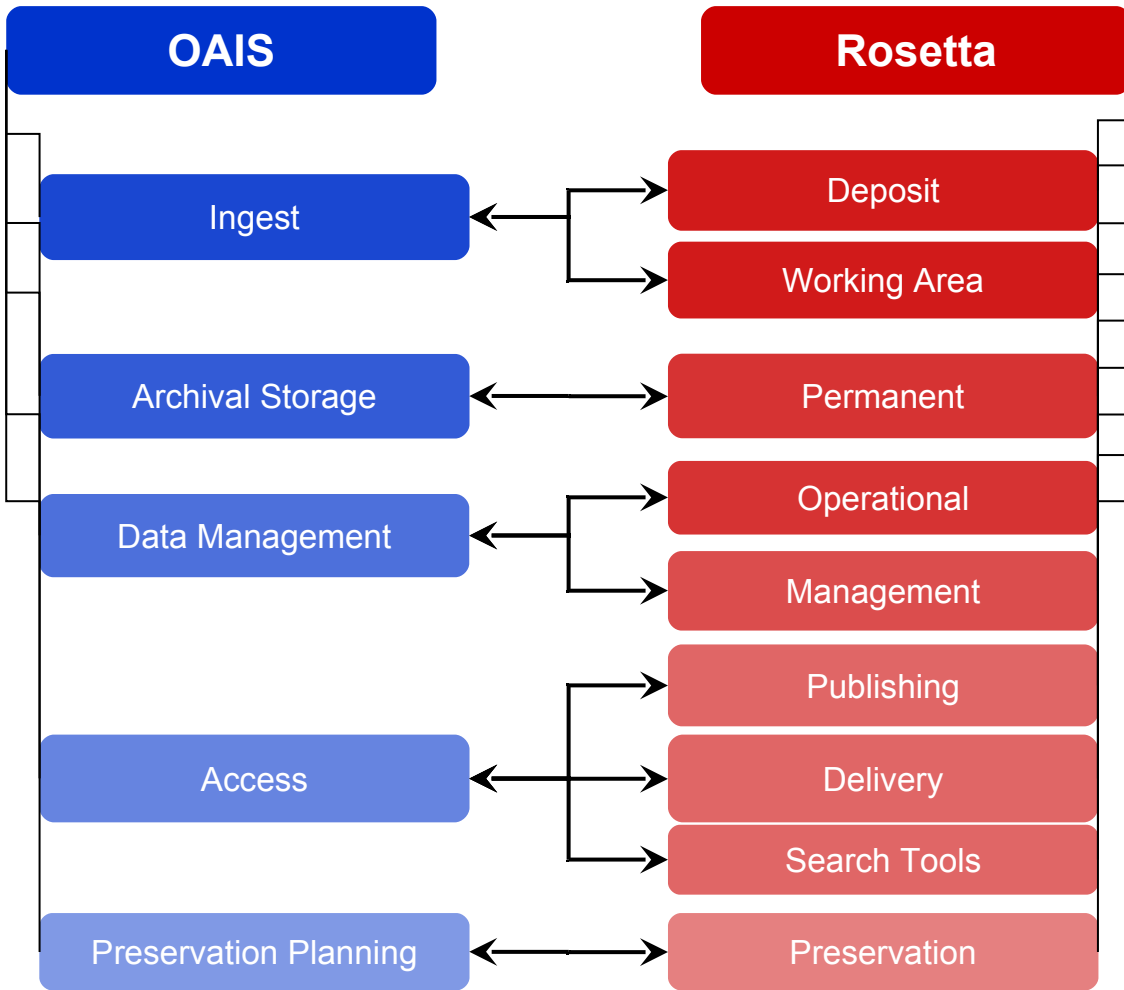 OAIS
Rosetta
Ingest
Deposit
Working Area
Archival Storage
Permanent
Data Management
Operational
Management
Access
Publishing
Delivery
Search Tools
Preservation Planning
Preservation